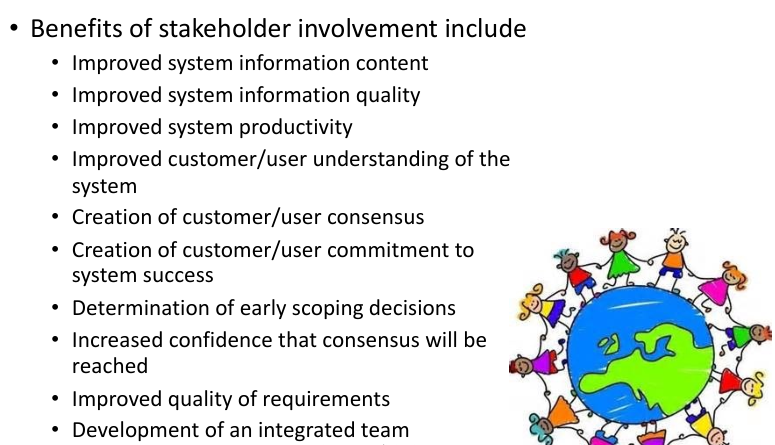 • Benefits of stakeholder involvement include
• Improved system information content
• Improved system information quality
• Improved system productivity
• Improved customer/user understanding of the
system
• Creation of customer/user consensus
• Creation of customer/user commitment to
system success
• Determination of early scoping decisions
• Increased confidence that consensus will be
reached
• Improved quality of requirements
• Development of an integrated team